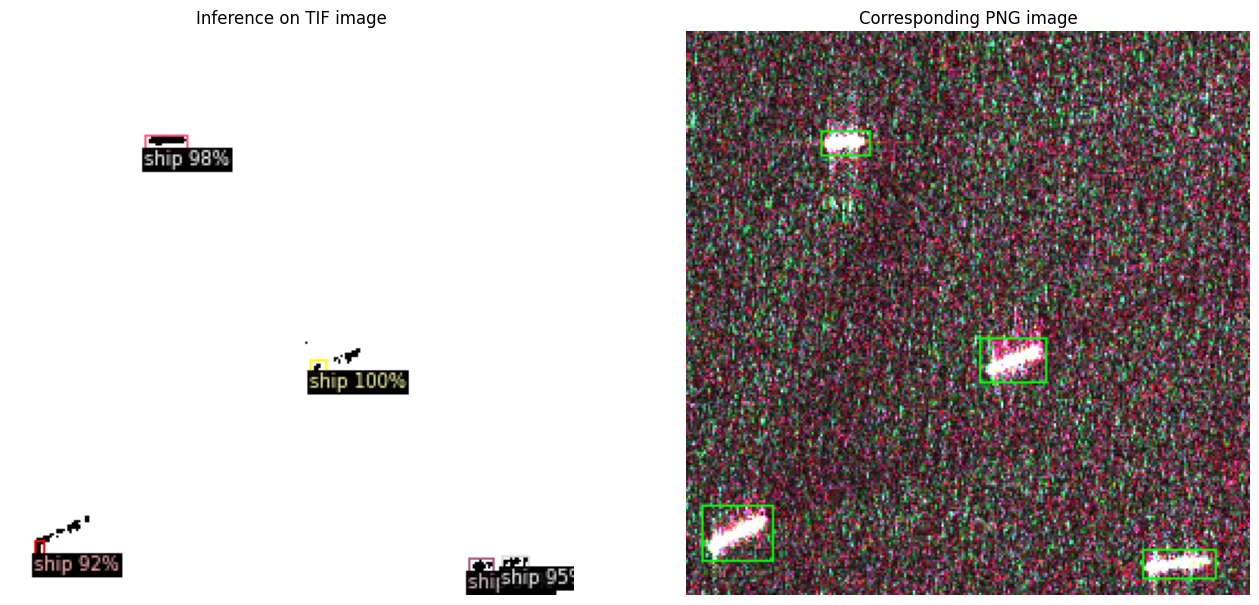 Inference on TIF image
Corresponding PNG image
ship 98%
ship 100%
ship 92%
ship 95%